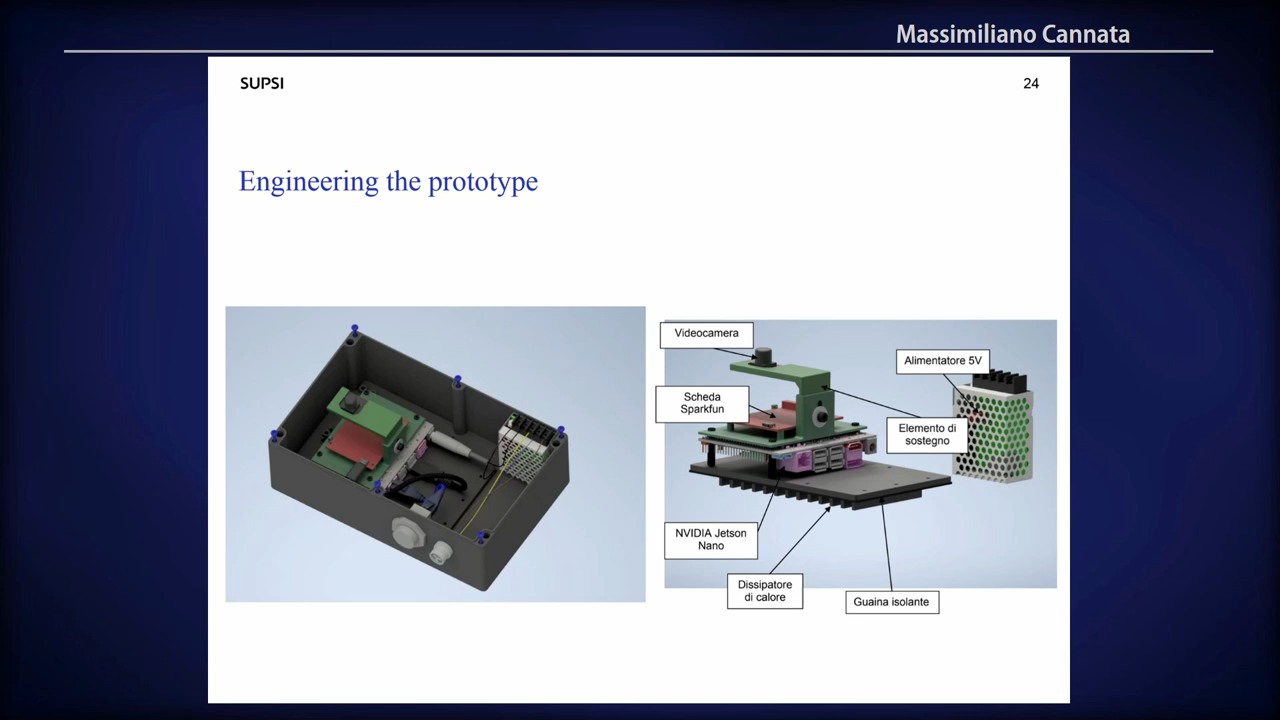 Massimiliano Cannata
SUPSI
24
Engineering the prototype
Videocamera
Alimentatore 5V
Scheda
Sparkfun
Elemento di
sostegno
NVIDIA Jetson
Nano
Dissipatore
di calore
Guaina isolante